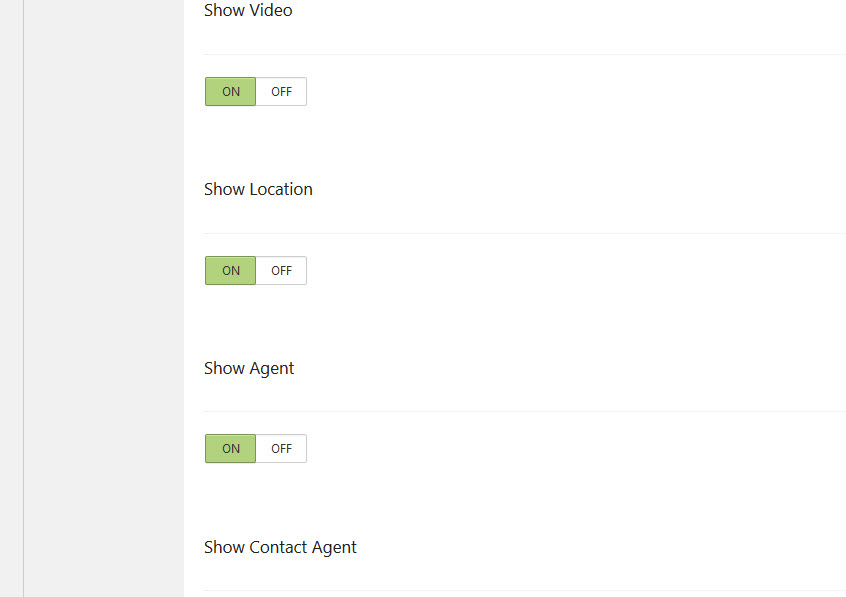 Show Video
ON OFF
Show Location
ON OFF
Show Agent
ON OFF
Show Contact Agent